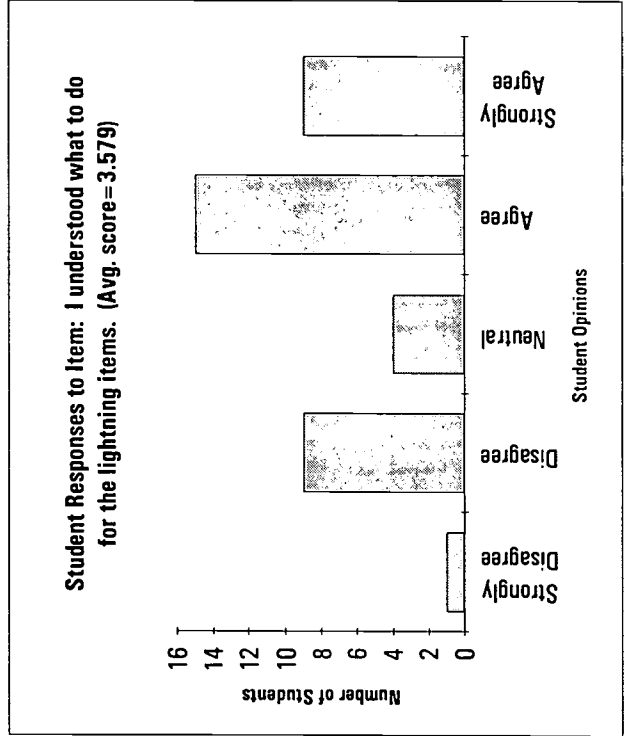 Student Responses to Item: I understood what to do
for the lightning items. (Avg. score= 3.579)
Number of Students
16
14
12
10
8
6
4
2
0
Strongly
Disagree
Disagree
Neutral
Agree
Strongly
Agree
Student Opinions